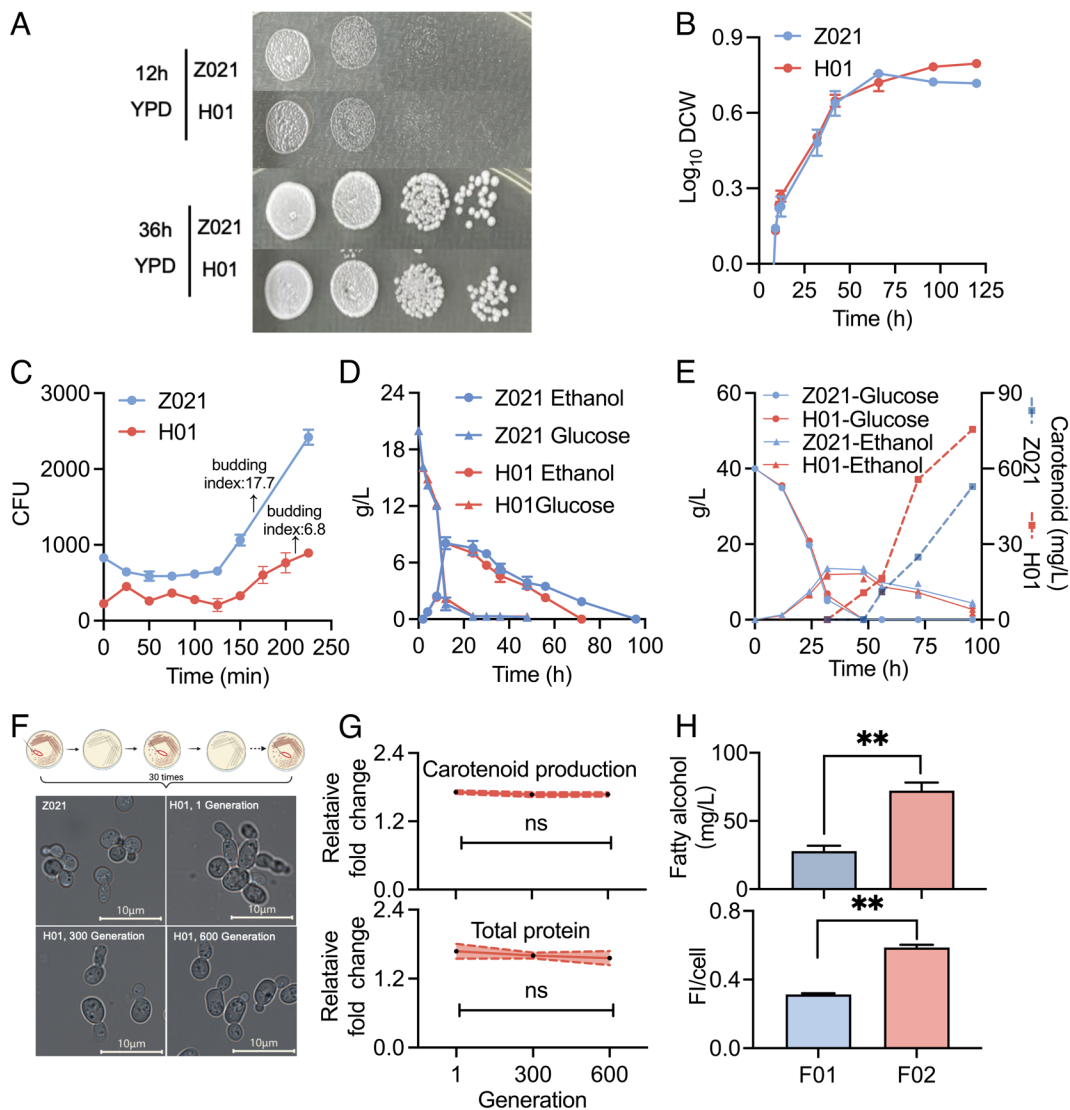 A
12h
YPD
Z021
H01
36h
YPD
Z021
H01
B
Z021
H01
Log10 DCW
0.9
0.6
0.3
0.0
0 25 50 75 100 125
Time (h)
C
Z021
H01
CFU
3000
2000
1000
0
budding
index:17.7
budding
index:6.8
0 25 50 75 100 125 150 175 200 225 250
Time (min)
D
Z021 Ethanol
Z021 Glucose
H01 Ethanol
H01Glucose
g/L
24
18
12
6
0
0 20 40 60 80 100
Time (h)
E
Z021-Glucose
H01-Glucose
Z021-Ethanol
H01-Ethanol
g/L
60
50
40
30
20
10
0
0 25 50 75 100
Time (h)
90
60
30
0
Carotenoid (mg/L)
Z021
H01
F
30 times
Z021
10μm
H01, 1 Generation
10μm
H01, 300 Generation
10μm
H01, 600 Generation
10μm
G
Relataive
fold change
2.4
1.2
0.0
Carotenoid production
ns
Relataive
fold change
2.4
1.2
0.0
Total protein
ns
1 300 600
Generation
H
Fatty alcohol
(mg/L)
100
50
0
**
FI/cell
0.8
0.4
0.0
**
F01 F02